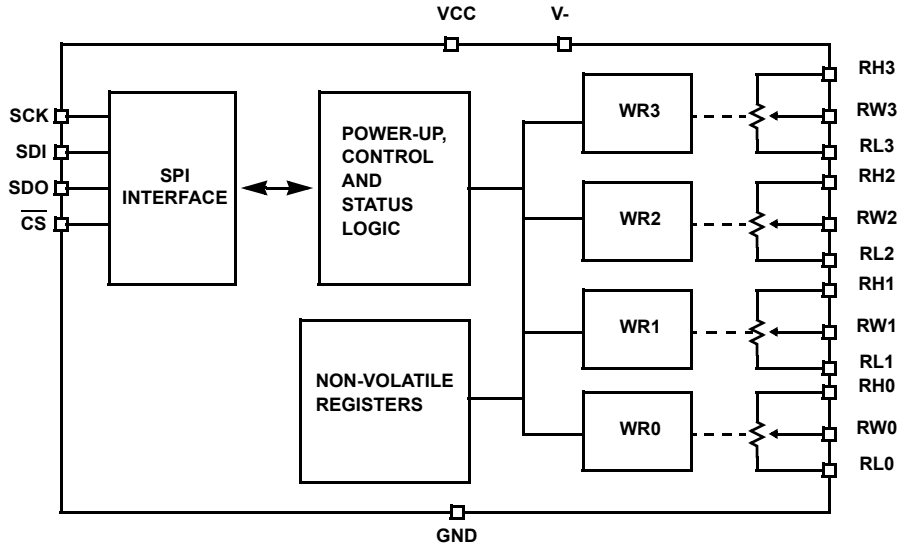 VCC
V-
SCK
SDI
SDO
CS
SPI
INTERFACE
POWER-UP,
CONTROL
AND
STATUS
LOGIC
NON-VOLATILE
REGISTERS
WR3
WR2
WR1
WR0
RH3
RW3
RL3
RH2
RW2
RL2
RH1
RW1
RL1
RH0
RW0
RL0
GND